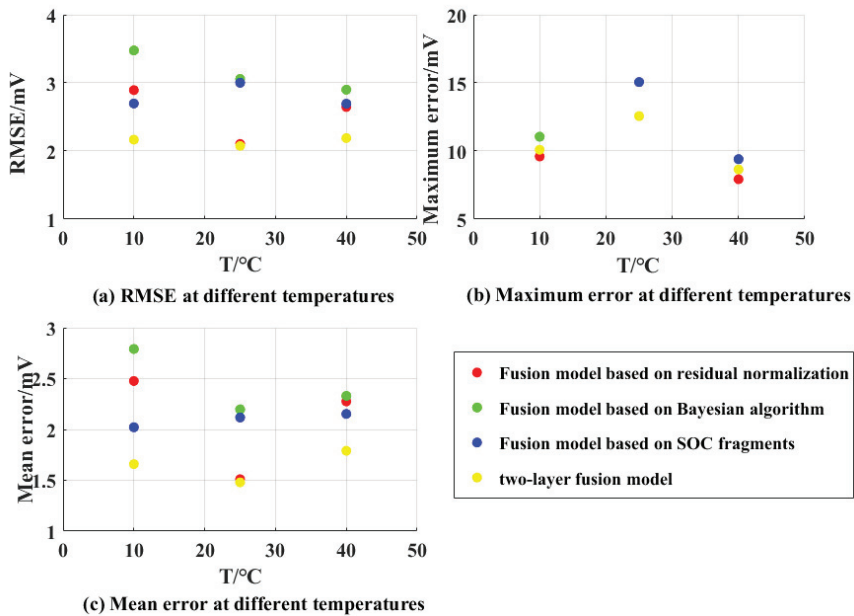 4
3
2
1
RMSE/mV
0 10 20 30 40 50
T/°C
(a) RMSE at different temperatures
20
15
10
5
Maximum error/mV
0 10 20 30 40 50
T/°C
(b) Maximum error at different temperatures
3
2.5
2
1.5
1
Mean error/mV
0 10 20 30 40 50
T/°C
(c) Mean error at different temperatures
Fusion model based on residual normalization
Fusion model based on Bayesian algorithm
Fusion model based on SOC fragments
two-layer fusion model